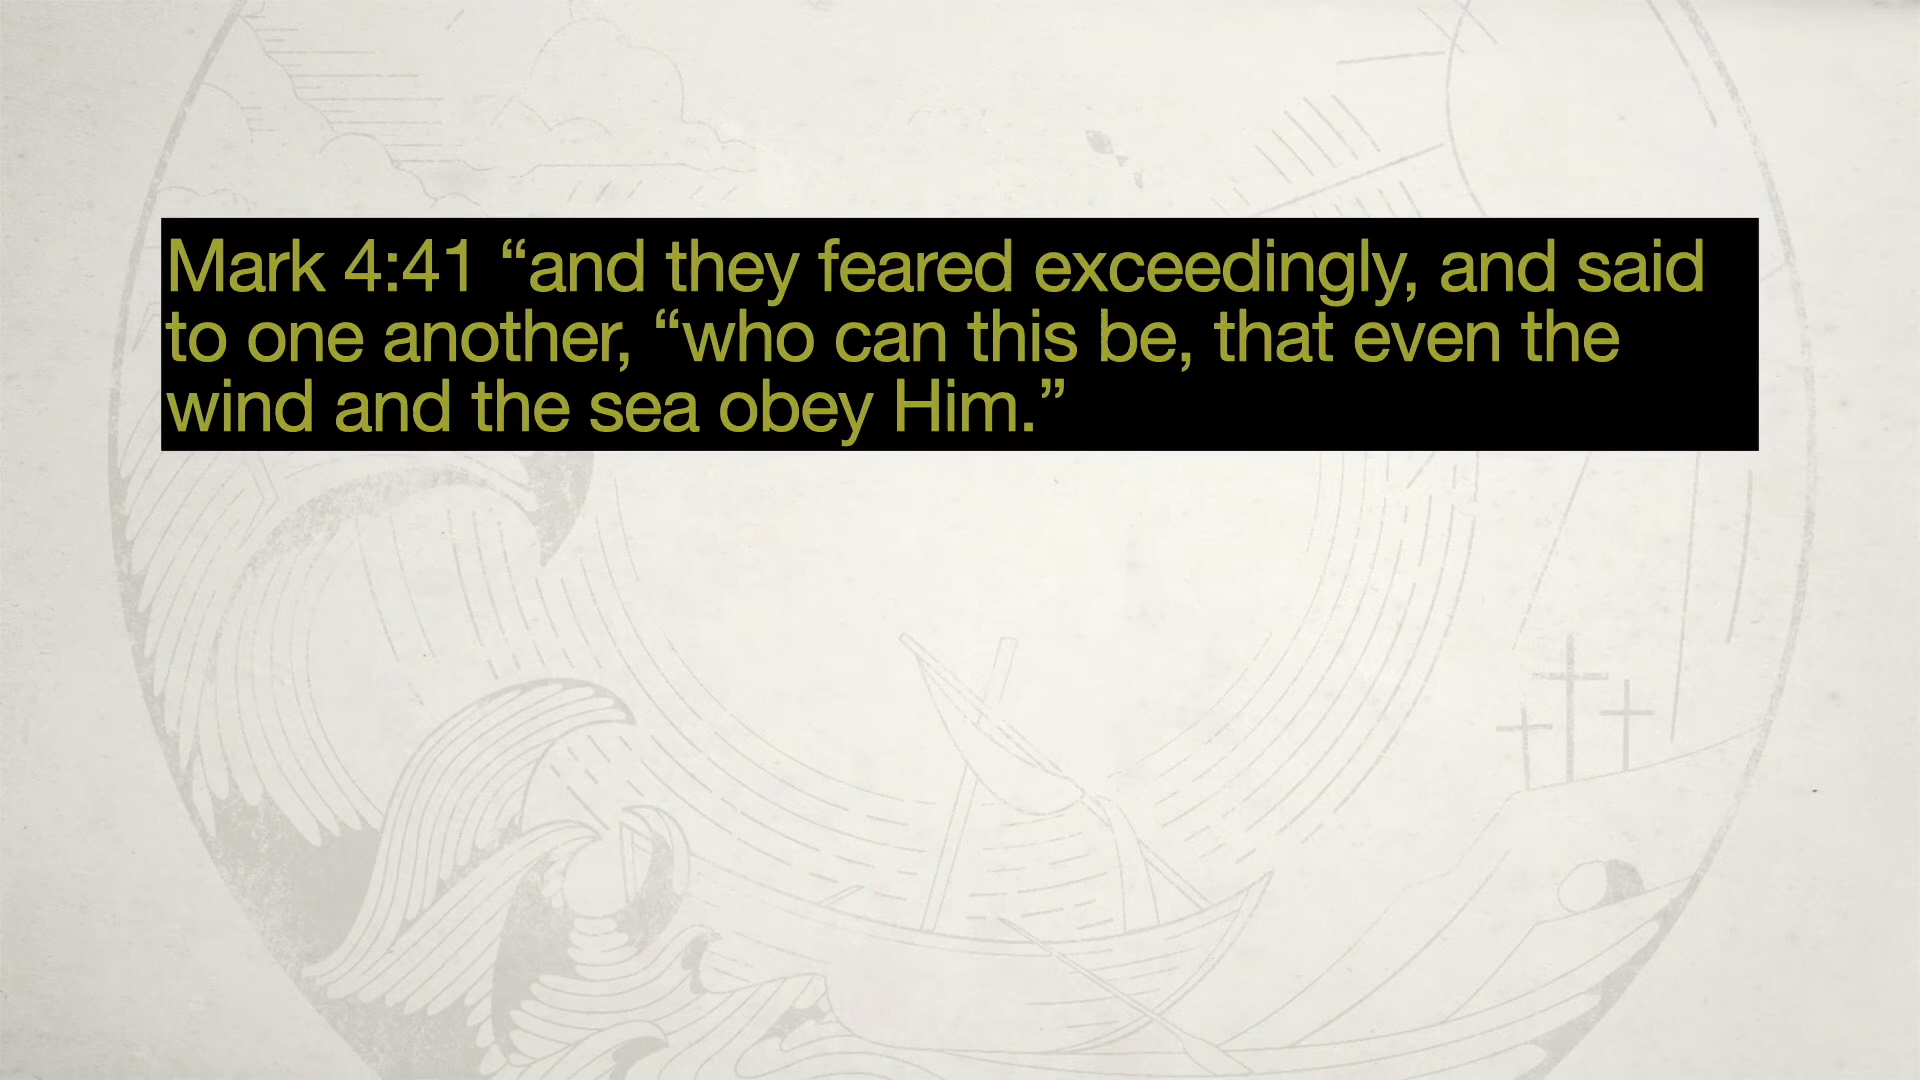 Mark 4:41 “and they feared exceedingly, and said
to one another, “who can this be, that even the
wind and the sea obey Him.”